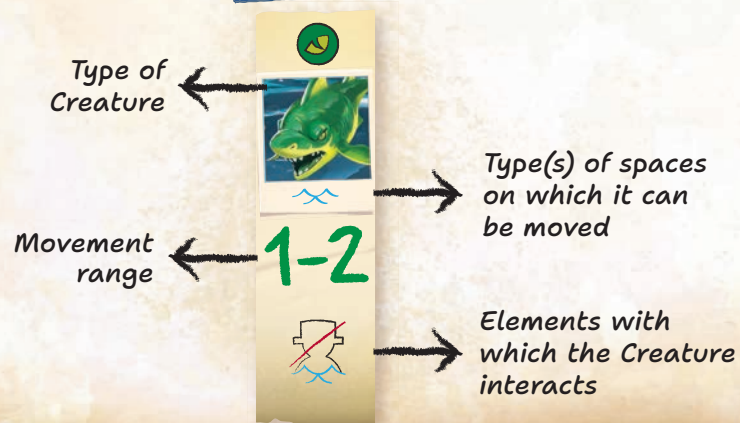 Type of
Creature
Type(s) of spaces
on which it can
be moved
Movement
range
1-2
Elements with
which the Creature
interacts